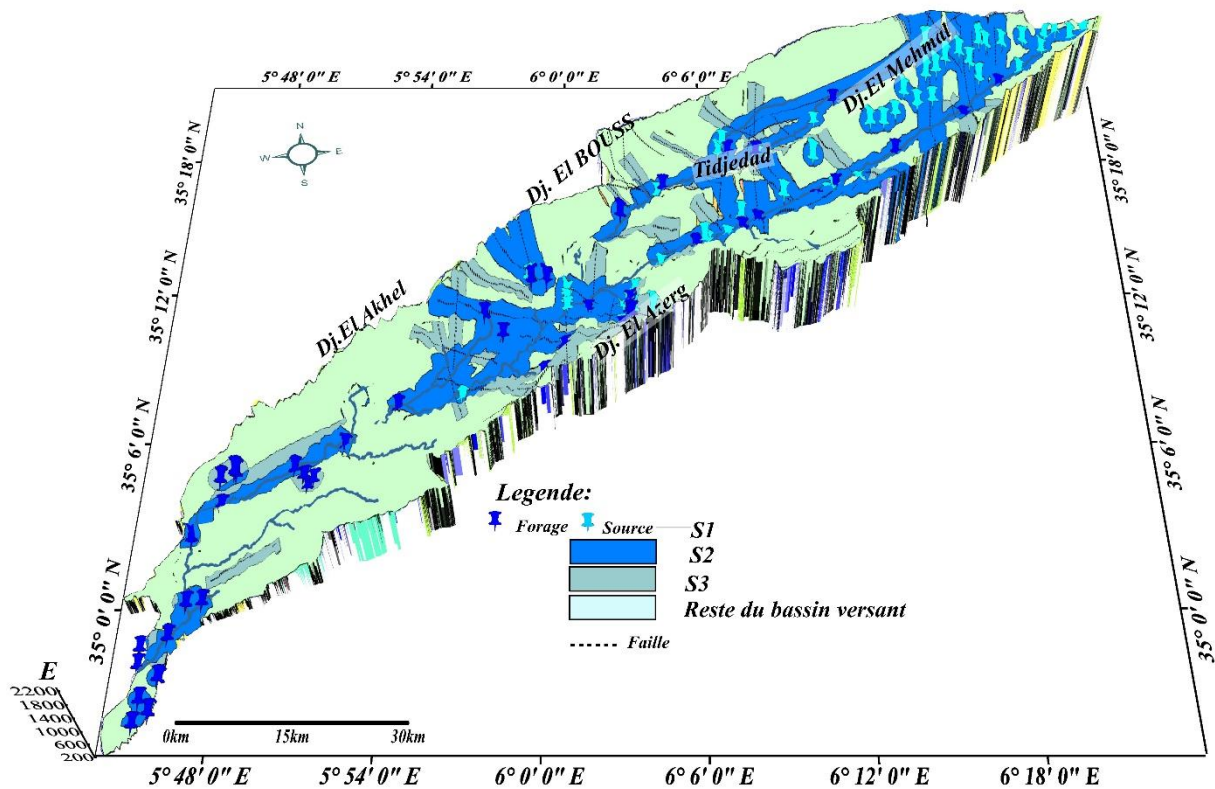 5° 48' 0" E 5° 54' 0" E 6° 0' 0" E 6° 6' 0" E
N
W E
S
35° 18' 0" N
35° 12' 0" N
35° 6' 0" N
35° 0' 0" N
Dj.El Mehmal
Dj. El BOUSS
Tidjedad
Dj.El Akhel
Dj. El Azerg
35° 18' 0" N
35° 12' 0" N
35° 6' 0" N
35° 0' 0" N
Legende:
Forage Source S1
S2
S3
Reste du bassin versant
Faille
E
2200
1800
1400
1000
600
200
0km 15km 30km
5° 48' 0" E 5° 54' 0" E 6° 0' 0" E 6° 6' 0" E 6° 12' 0" E 6° 18' 0" E